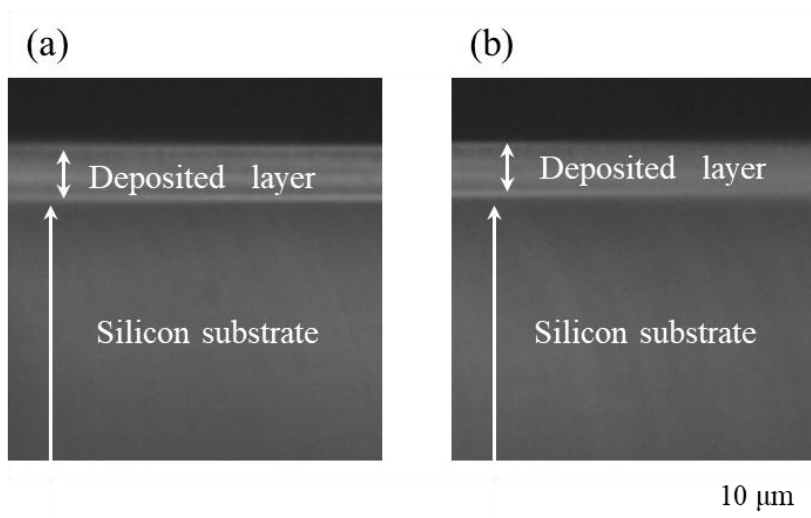 (a)
(b)
Deposited layer
Deposited layer
Silicon substrate
Silicon substrate
10 μm